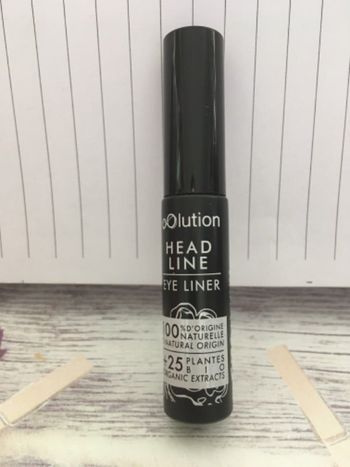 oOlution
HEAD
LINE
EYE LINER
100%D'ORIGINE
NATURELLE
NATURAL ORIGIN
+25 PLANTES
BIO
ORGANIC EXTRACTS